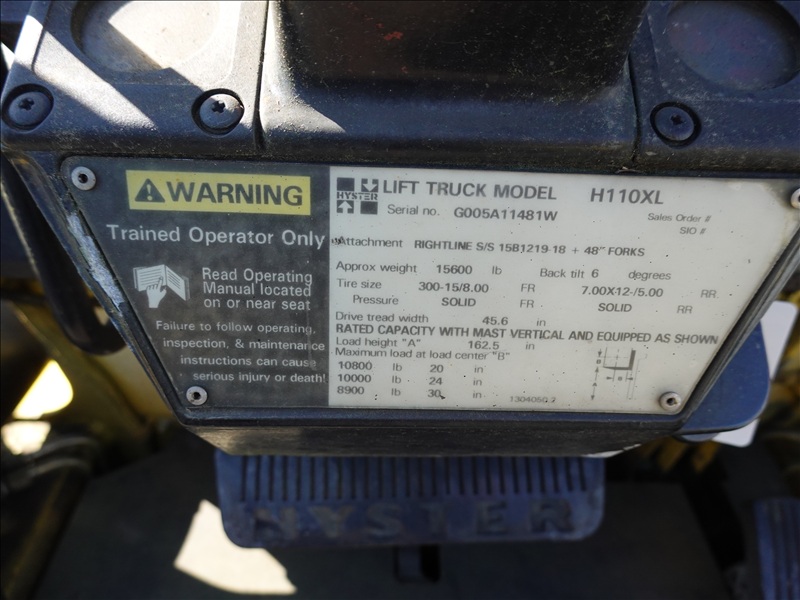 WARNING
Trained Operator Only
Read Operating
Manual located
on or near seat
Failure to follow operating,
inspection, & maintenance
instructions can cause
serious injury or death!
HYSTER LIFT TRUCK MODEL H110XL
Serial no. G005A11481W
Sales Order #
SIO #
Attachment RIGHTLINE S/S 15B1219-18 + 48" FORKS
Approx weight 15600 lb Back tilt 6 degrees
Tire size 300-15/8.00 FR 7.00X12-/5.00 RR
Pressure SOLID FR SOLID RR
Drive tread width 45.6 in
RATED CAPACITY WITH MAST VERTICAL AND EQUIPPED AS SHOWN
Load height "A" 162.5 in
Maximum load at load center "B"
10800 lb 20 in
10000 lb 24 in
8900 lb 30 in
HYSTER